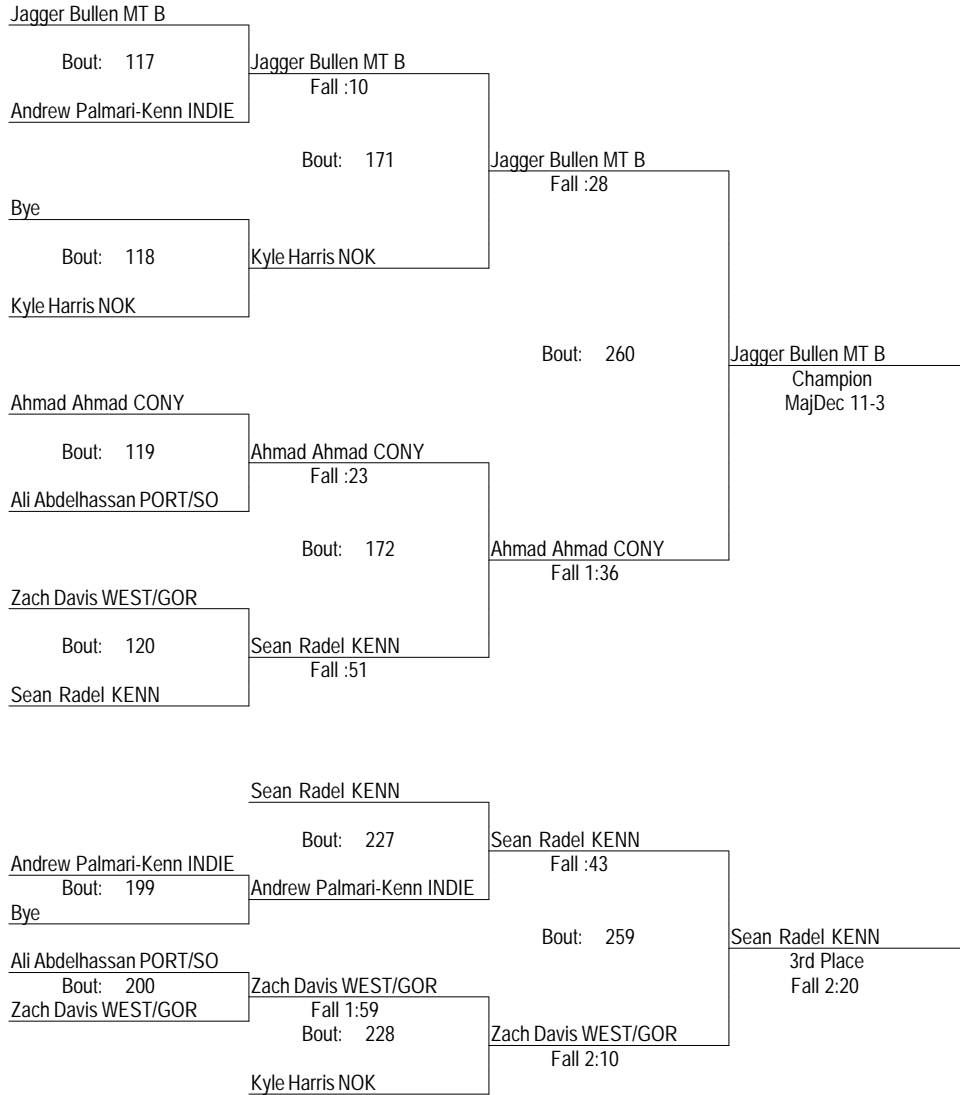 Jagger Bullen MT B
Bout: 117
Jagger Bullen MT B
Fall :10
Andrew Palmari-Kenn INDIE
Bout: 171
Jagger Bullen MT B
Fall :28
Bye
Bout: 118
Kyle Harris NOK
Kyle Harris NOK
Bout: 260
Jagger Bullen MT B
Champion
MajDec 11-3
Ahmad Ahmad CONY
Bout: 119
Ahmad Ahmad CONY
Fall :23
Ali Abdelhassan PORT/SO
Bout: 172
Ahmad Ahmad CONY
Fall 1:36
Zach Davis WEST/GOR
Bout: 120
Sean Radel KENN
Fall :51
Sean Radel KENN
Sean Radel KENN
Bout: 227
Sean Radel KENN
Fall :43
Andrew Palmari-Kenn INDIE
Bout: 199
Andrew Palmari-Kenn INDIE
Bye
Bout: 259
Sean Radel KENN
3rd Place
Fall 2:20
Ali Abdelhassan PORT/SO
Bout: 200
Zach Davis WEST/GOR
Zach Davis WEST/GOR
Fall 1:59
Bout: 228
Zach Davis WEST/GOR
Fall 2:10
Kyle Harris NOK